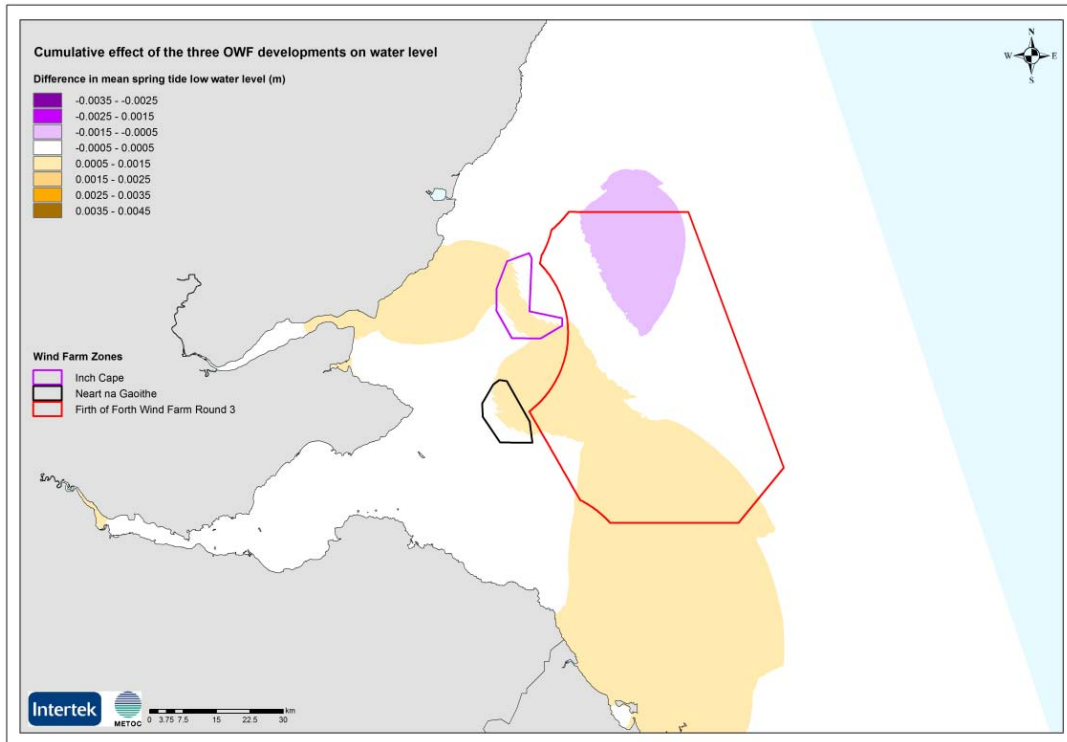 Cumulative effect of the three OWF developments on water level
Difference in mean spring tide low water level (m)
-0.0035 - -0.0025
-0.0025 - 0.0015
-0.0015 - -0.0005
-0.0005 - 0.0005
0.0005 - 0.0015
0.0015 - 0.0025
0.0025 - 0.0035
0.0035 - 0.0045
N
W E
S
Wind Farm Zones
Inch Cape
Neart na Gaoithe
Firth of Forth Wind Farm Round 3
Intertek
METOC
km
0 3.75 7.5 15 22.5 30